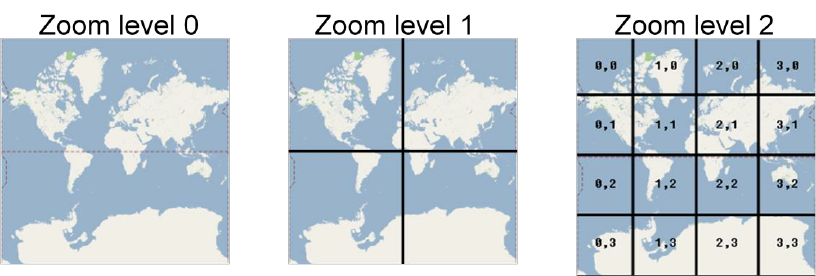 Zoom level 0
Zoom level 1
Zoom level 2
0,0 1,0 2,0 3,0
0,1 1,1 2,1 3,1
0,2 1,2 2,2 3,2
0,3 1,3 2,3 3,3